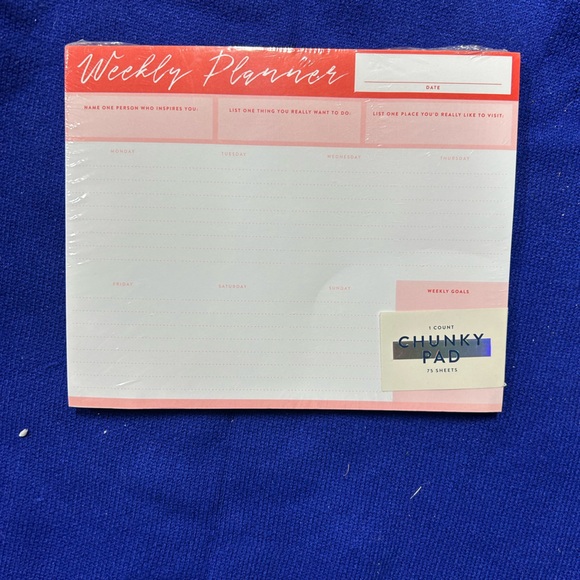 Weekly Planner
DATE
NAME ONE PERSON WHO INSPIRES YOU:
LIST ONE THING YOU REALLY WANT TO DO:
LIST ONE PLACE YOU'D REALLY LIKE TO VISIT:
MONDAY
TUESDAY
WEDNESDAY
THURSDAY
FRIDAY
SATURDAY
SUNDAY
WEEKLY GOALS
1 COUNT
CHUNKY
PAD
75 SHEETS